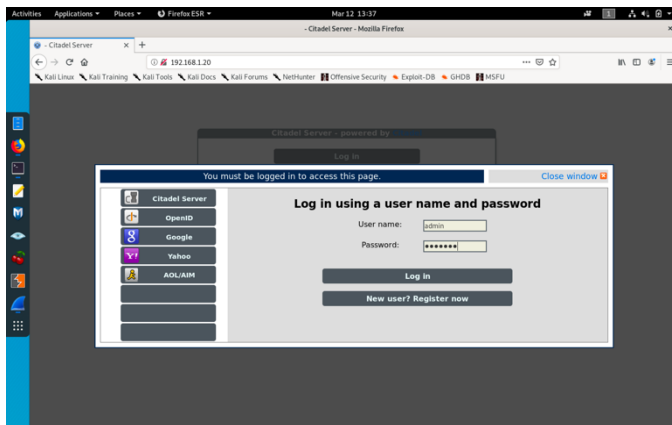 Activities Applications Places Firefox ESR Mar 12 13:37 1
- Citadel Server - Mozilla Firefox
- Citadel Server
192.168.1.20
Kali Linux Kali Training Kali Tools Kali Docs Kali Forums NetHunter Offensive Security Exploit-DB GHDB MSFU
Citadel Server - powered by
Log in
You must be logged in to access this page. Close window
Citadel Server
OpenID
Google
Yahoo
AOL/AIM
Log in using a user name and password
User name: admin
Password: •••••••
Log in
New user? Register now